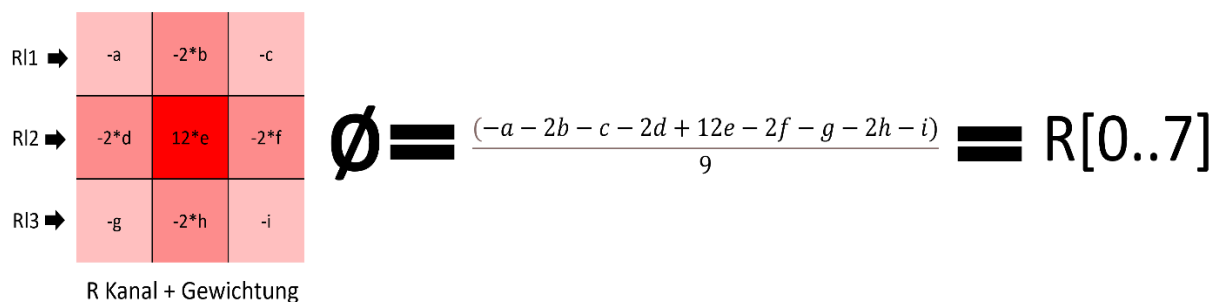 Rl1 🡆 -a -2*b -c
Rl2 🡆 -2*d 12*e -2*f
Rl3 🡆 -g -2*h -i
R Kanal + Gewichtung
Ø = (−a − 2b − c − 2d + 12e − 2f − g − 2h − i) / 9 = R[0..7]